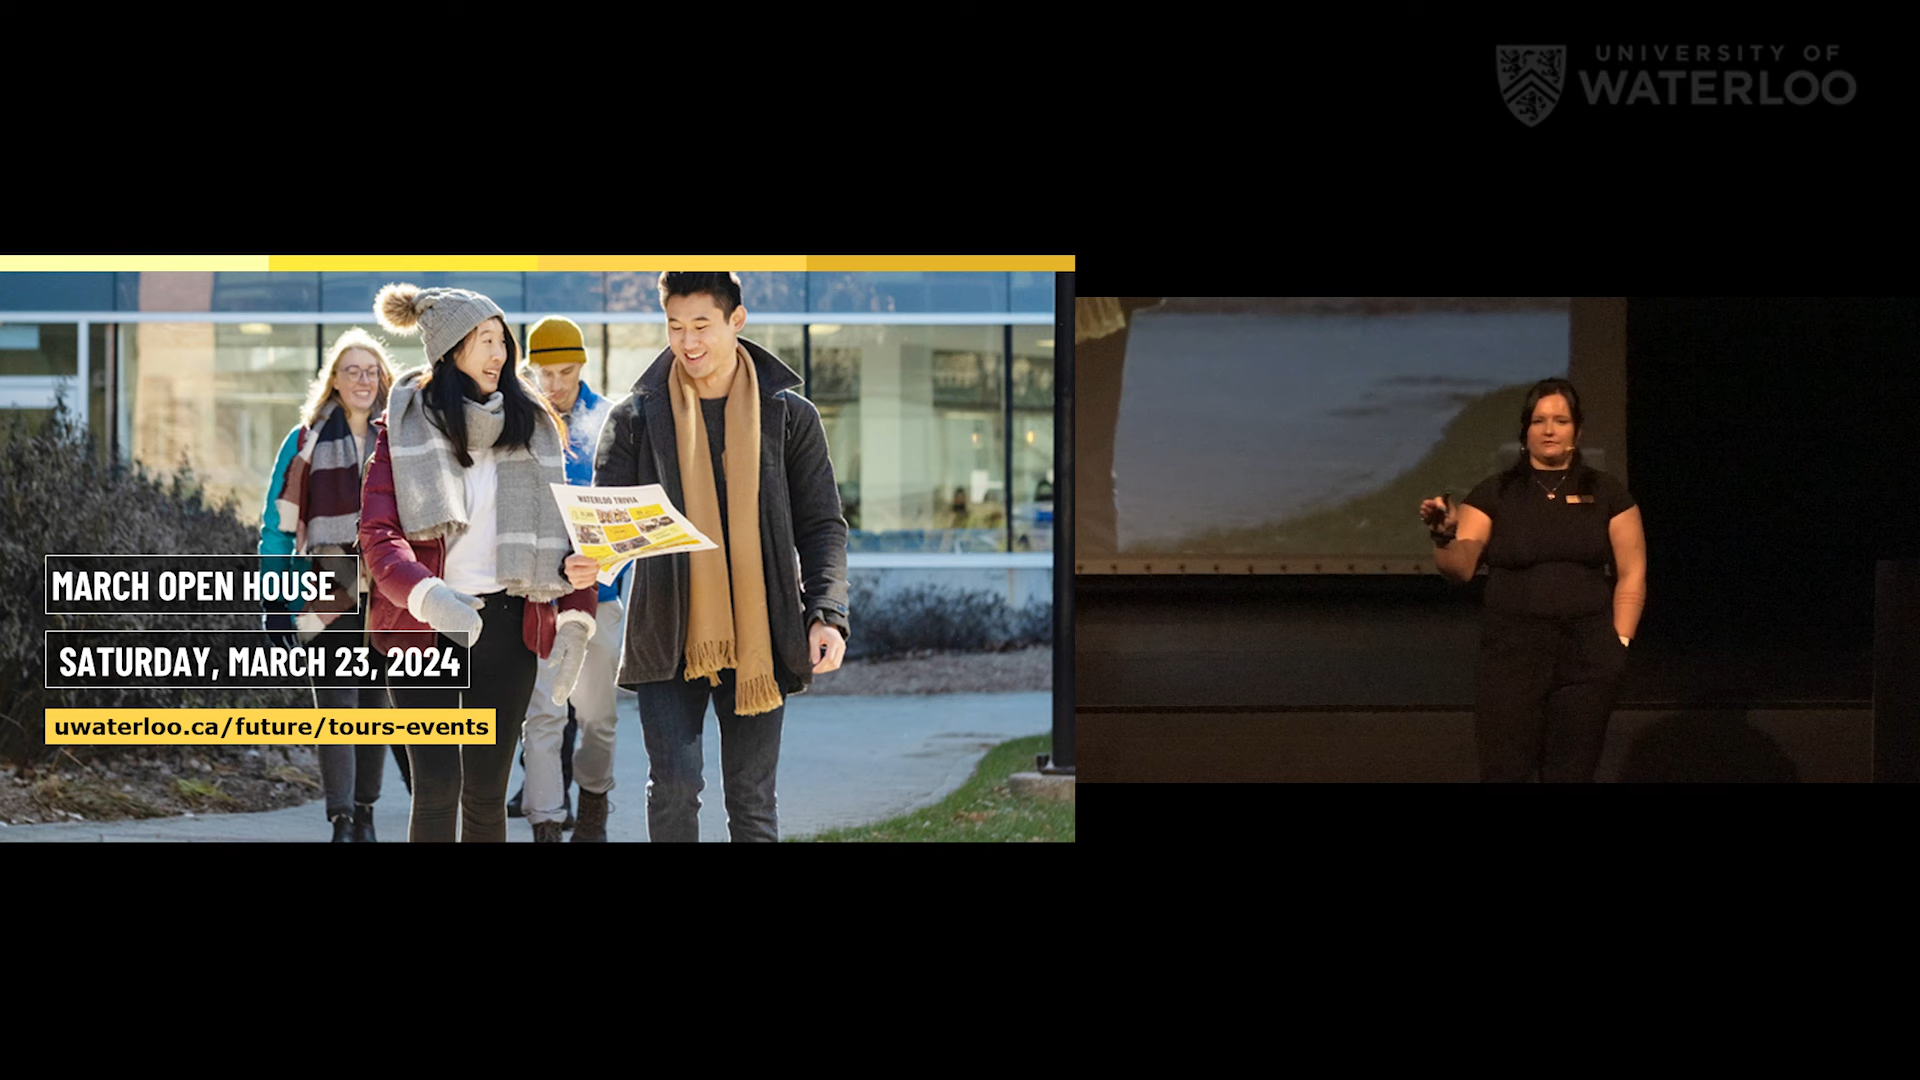 UNIVERSITY OF
WATERLOO
WATERLOO TRIVIA
MARCH OPEN HOUSE
SATURDAY, MARCH 23, 2024
uwaterloo.ca/future/tours-events